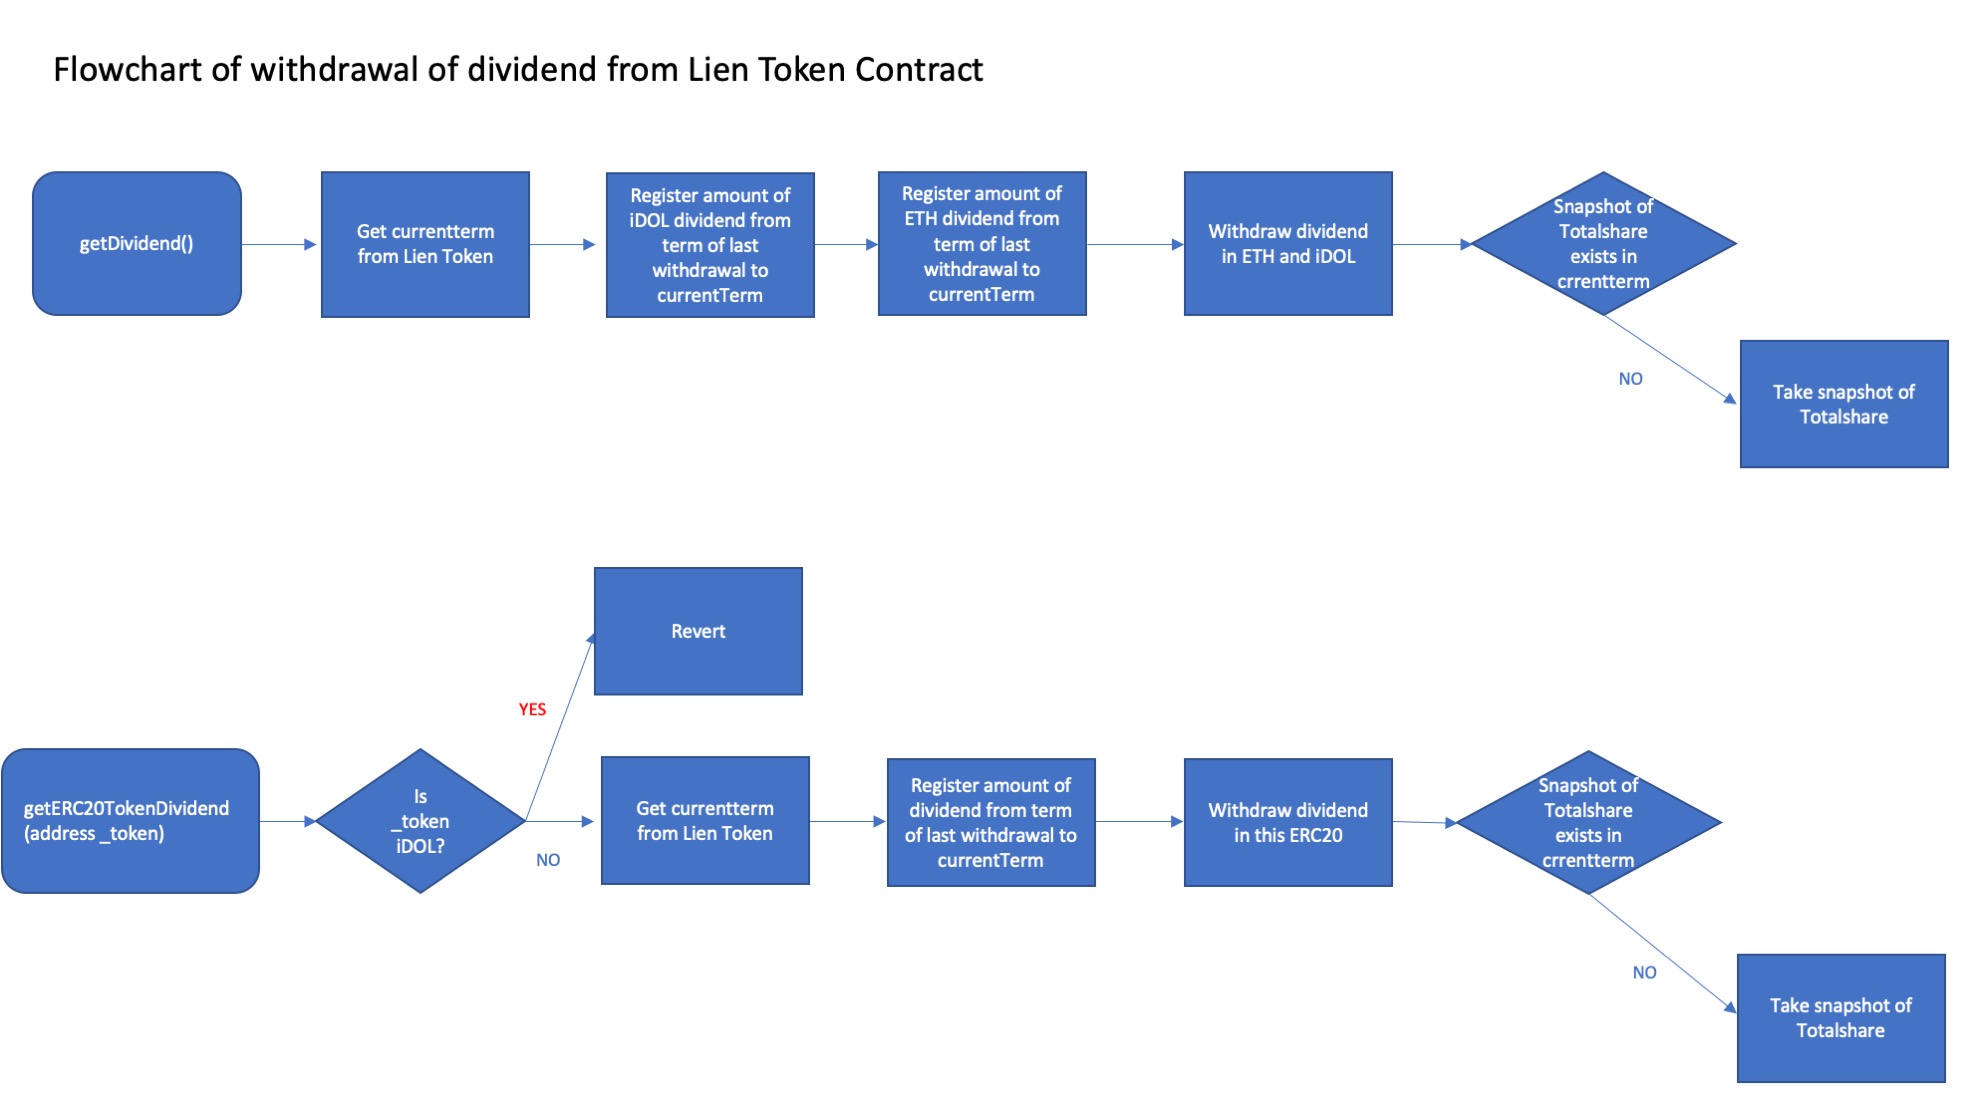 Flowchart of withdrawal of dividend from Lien Token Contract
getDividend()
Get currentterm
from Lien Token
Register amount of
iDOL dividend from
term of last
withdrawal to
currentTerm
Register amount of
ETH dividend from
term of last
withdrawal to
currentTerm
Withdraw dividend
in ETH and iDOL
Snapshot of
Totalshare
exists in
crrentterm
NO
Take snapshot of
Totalshare
getERC20TokenDividend
(address _token)
Is
_token
iDOL?
YES
Revert
NO
Get currentterm
from Lien Token
Register amount of
dividend from term
of last withdrawal to
currentTerm
Withdraw dividend
in this ERC20
Snapshot of
Totalshare
exists in
crrentterm
NO
Take snapshot of
Totalshare